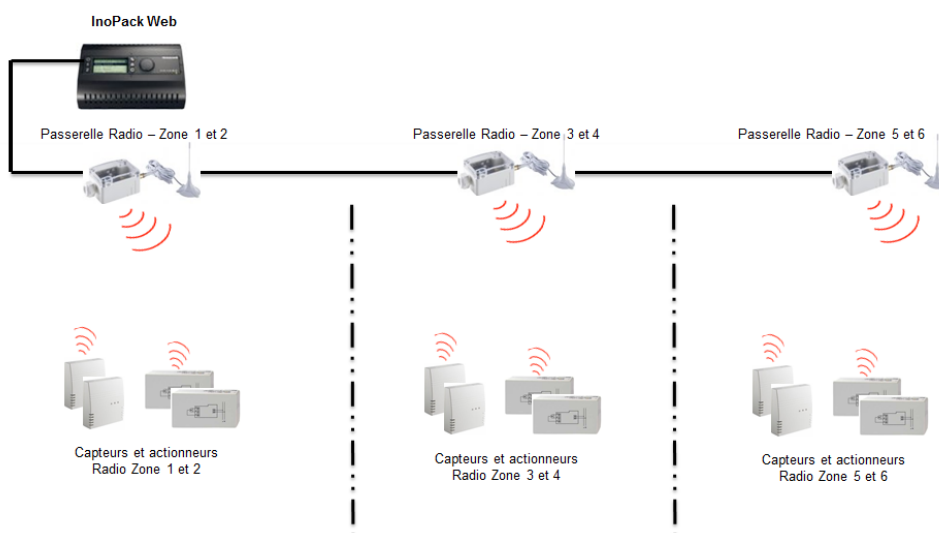 InoPack Web
Passerelle Radio – Zone 1 et 2
Passerelle Radio – Zone 3 et 4
Passerelle Radio – Zone 5 et 6
Capteurs et actionneurs
Radio Zone 1 et 2
Capteurs et actionneurs
Radio Zone 3 et 4
Capteurs et actionneurs
Radio Zone 5 et 6